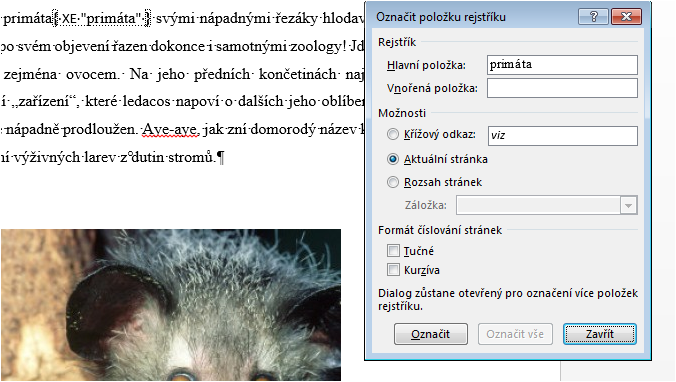 primáta{·XE·"primáta"·}·svými·nápadnými·řezáky·hlodav
po·svém·objevení·řazen·dokonce·i·samotnými·zoology!·Jd
zejména· ovocem.· Na· jeho· předních· končetinách· naj
í·„zařízení“,·které·ledacos·napoví·o·dalších·jeho·obliben
·nápadně·prodloužen.·Aye-aye,·jak·zní·domorodý·název·k
ní·výživných·larev·z°dutin·stromů.¶
Označit položku rejstříku
?
Rejstřík
Hlavní položka: primáta
Vnořená položka:
Možnosti
Křížový odkaz: viz
Aktuální stránka
Rozsah stránek
Záložka:
Formát číslování stránek
Tučné
Kurzíva
Dialog zůstane otevřený pro označení více položek
rejstříku.
Označit Označit vše Zavřít